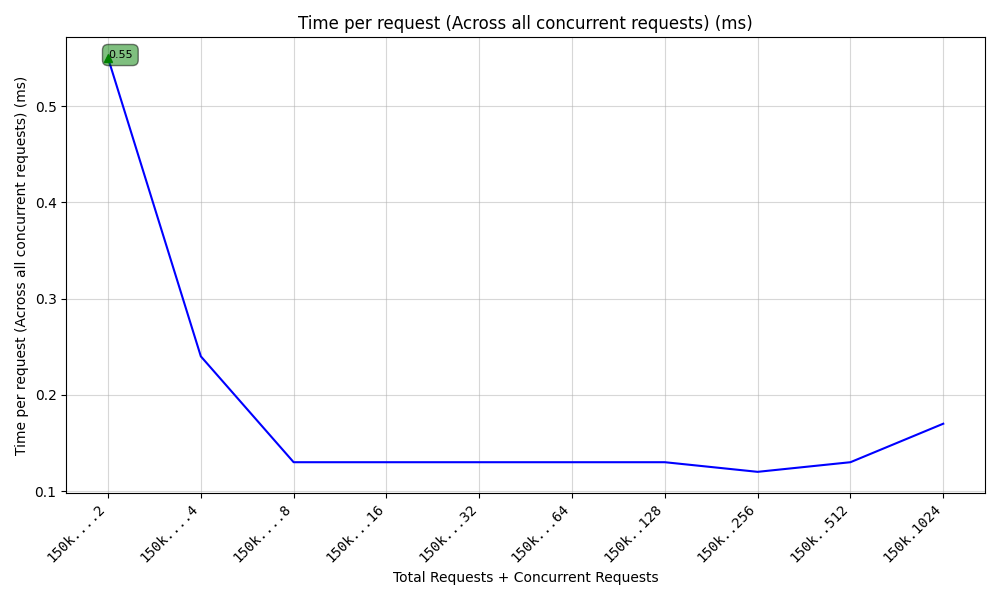 Time per request (Across all concurrent requests) (ms)
0.55
Time per request (Across all concurrent requests) (ms)
0.5
0.4
0.3
0.2
0.1
150k....2
150k....4
150k....8
150k...16
150k...32
150k...64
150k..128
150k..256
150k..512
150k.1024
Total Requests + Concurrent Requests